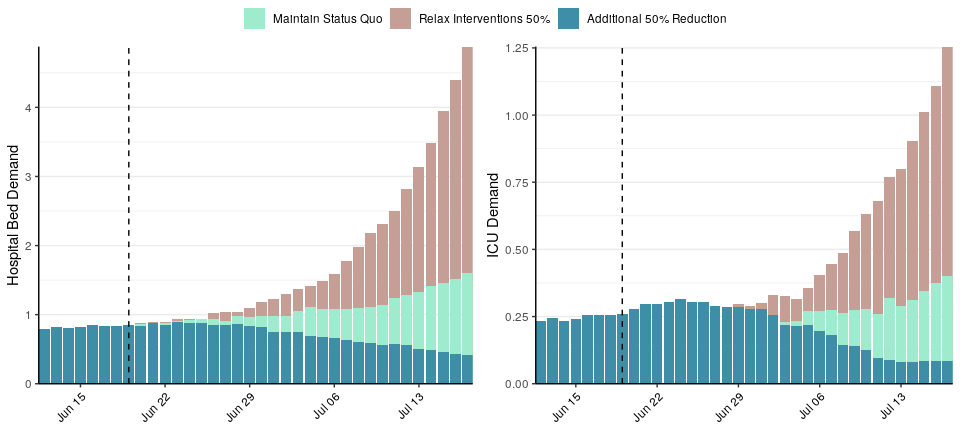 Maintain Status Quo Relax Interventions 50% Additional 50% Reduction
Hospital Bed Demand
4
3
2
1
0
Jun 15 Jun 22 Jun 29 Jul 06 Jul 13
ICU Demand
1.25
1.00
0.75
0.50
0.25
0.00
Jun 15 Jun 22 Jun 29 Jul 06 Jul 13